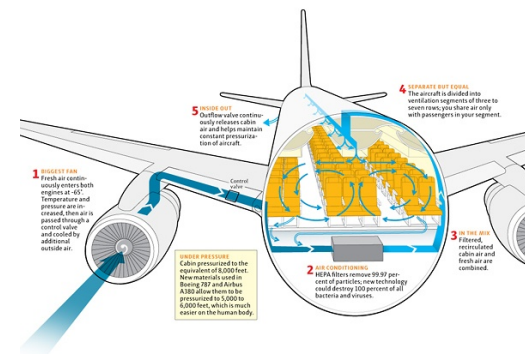 1 BIGGEST FAN
Fresh air contin-
uously enters both
engines at -65°.
Temperature and
pressure are in-
creased, then air is
passed through a
control valve
and cooled by
additional
outside air.
Control
valve
UNDER PRESSURE
Cabin pressurized to the
equivalent of 8,000 feet.
New materials used in
Boeing 787 and Airbus
A380 allow them to be
pressurized to 5,000 to
6,000 feet, which is much
easier on the human body.
2 AIR CONDITIONING
HEPA filters remove 99.97 per-
cent of particles; new technology
could destroy 100 percent of all
bacteria and viruses.
3 IN THE MIX
Filtered,
recirculated
cabin air and
fresh air are
combined.
4 SEPARATE BUT EQUAL
The aircraft is divided into
ventilation segments of three to
seven rows; you share air only
with passengers in your segment.
5 INSIDE OUT
Outflow valve continu-
ously releases cabin
air and helps maintain
constant pressuriza-
tion of aircraft.